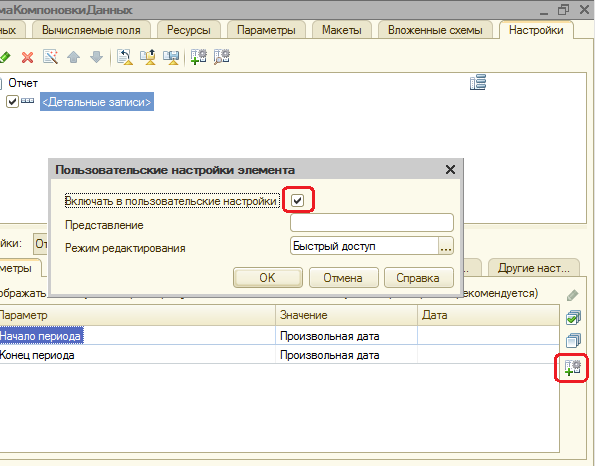 маКомпоновкиДанных
ных Вычисляемые поля Ресурсы Параметры Макеты Вложенные схемы Настройки
Отчет
<Детальные записи>
Пользовательские настройки элемента
Включать в пользовательские настройки
Представление
Режим редактирования Быстрый доступ ...
OK Отмена Справка
йки: От
метры ... Другие наст...
ображать екомендуется)
Параметр Значение Дата
Начало периода Произвольная дата
Конец периода Произвольная дата